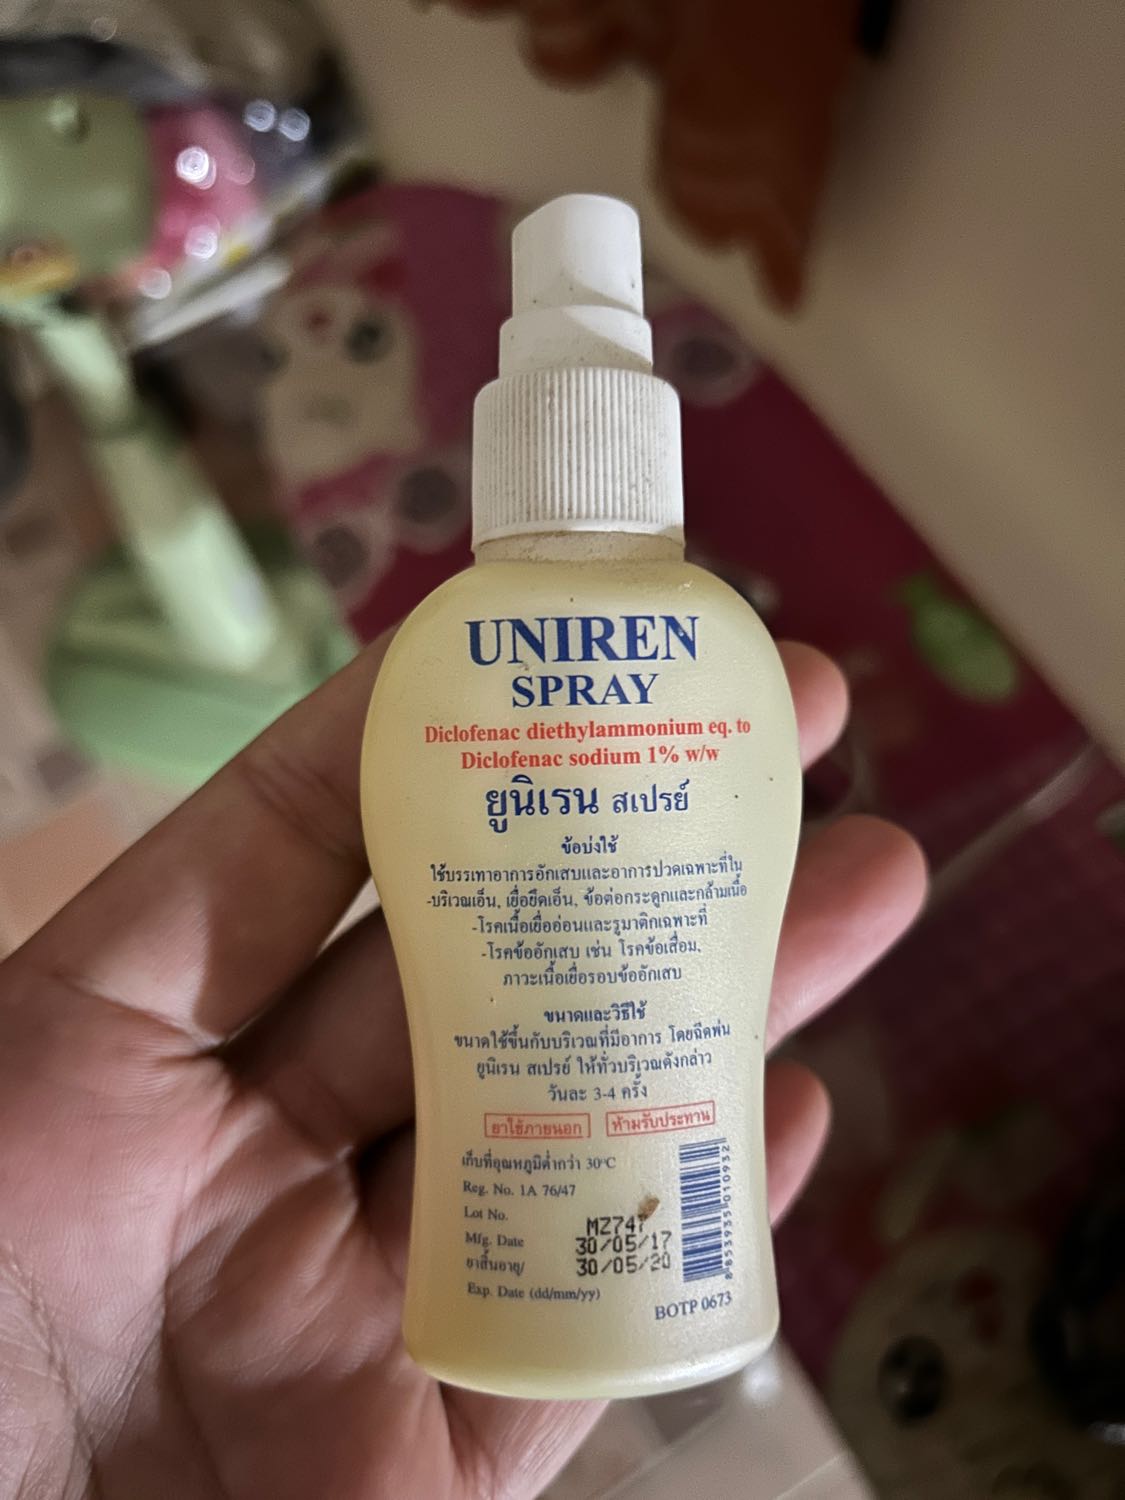 UNIREN
SPRAY
Diclofenac diethylammonium eq. to
Diclofenac sodium 1% w/w
ยูนิเรน สเปรย์
ข้อบ่งใช้
ใช้บรรเทาอาการอักเสบและอาการปวดเฉพาะที่ใน
-บริเวณเอ็น, เยื่อยึดเอ็น, ข้อต่อกระดูกและกล้ามเนื้อ
-โรคเนื้อเยื่ออ่อนและรูมาติกเฉพาะที่
-โรคข้ออักเสบ เช่น โรคข้อเสื่อม,
ภาวะเนื้อเยื่อรอบข้ออักเสบ
ขนาดและวิธีใช้
ขนาดใช้ขึ้นกับบริเวณที่มีอาการ โดยฉีดพ่น
ยูนิเรน สเปรย์ ให้ทั่วบริเวณดังกล่าว
วันละ 3-4 ครั้ง
ยาใช้ภายนอก ห้ามรับประทาน
เก็บที่อุณหภูมิต่ำกว่า 30°C
Reg. No. 1A 76/47
Lot No. MZ747
Mfg. Date 30/05/17
ยาสิ้นอายุ/ 30/05/20
Exp. Date (dd/mm/yy)
8853935010932
BOTP 0673